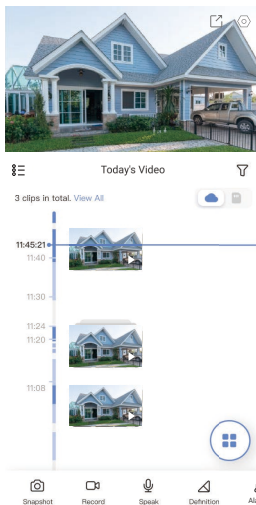 Today's Video
3 clips in total. View All
11:45:21
11:40
11:30
11:24
11:20
11:08
Snapshot
Record
Speak
Definition